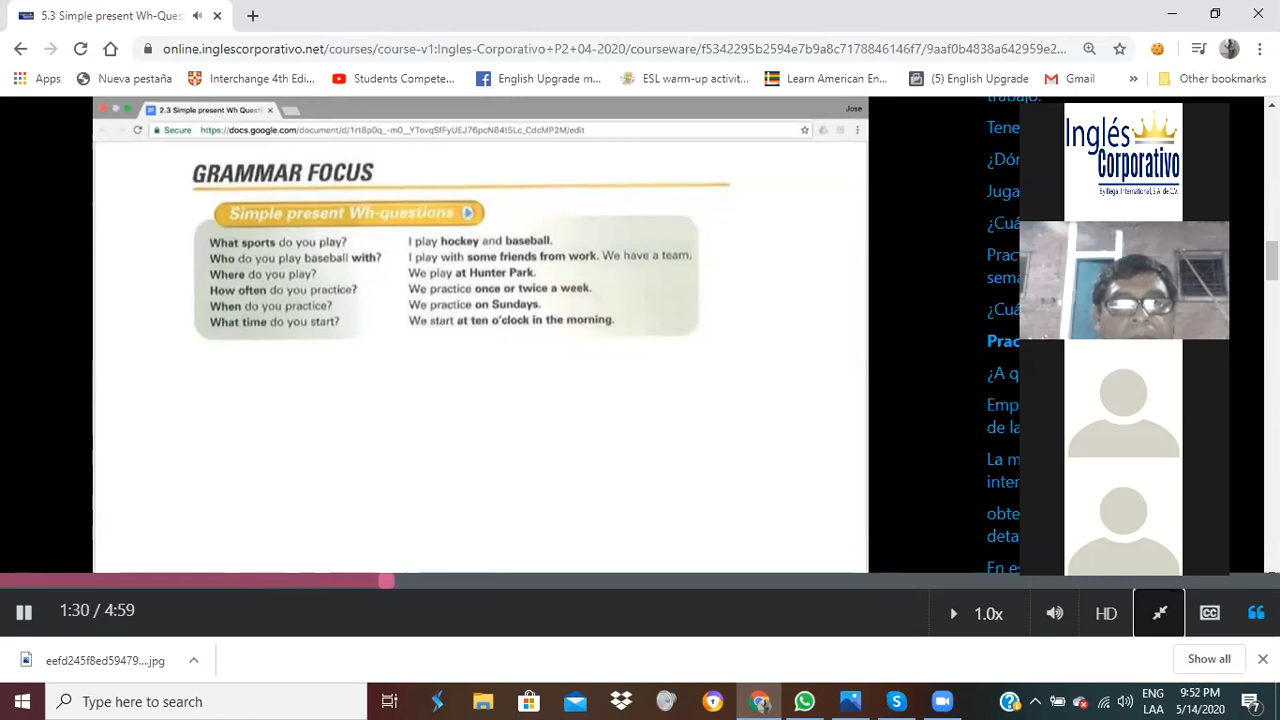 5.3 Simple present Wh-Ques
online.inglescorporativo.net/courses/course-v1:Ingles-Corporativo+P2+04-2020/courseware/f5342295b2594e7b9a8c7178846146f7/9aaf0b4838a642959e2...
Apps
Nueva pestaña
Interchange 4th Edi...
Students Compete...
English Upgrade m...
ESL warm-up activit...
Learn American En...
(5) English Upgrade
Gmail
»
Other bookmarks
2.3 Simple present Wh Quest
Jose
Secure
GRAMMAR FOCUS
Simple present Wh-questions
What sports do you play? I play hockey and baseball.
Who do you play baseball with? I play with some friends from work. We have a team.
Where do you play? We play at Hunter Park.
How often do you practice? We practice once or twice a week.
When do you practice? We practice on Sundays.
What time do you start? We start at ten o'clock in the morning.
trabajo.
Tene
¿Dón
Juga
¿Cuá
Prac
sema
¿Cuá
Prac
¿A q
Emp
de la
La m
inter
obte
deta
En es
Inglés
Corporativo
1:30 / 4:59
1.0x
HD
CC
eefd245f8ed59479....jpg
Show all
Type here to search
ENG
LAA
9:52 PM
5/14/2020
7